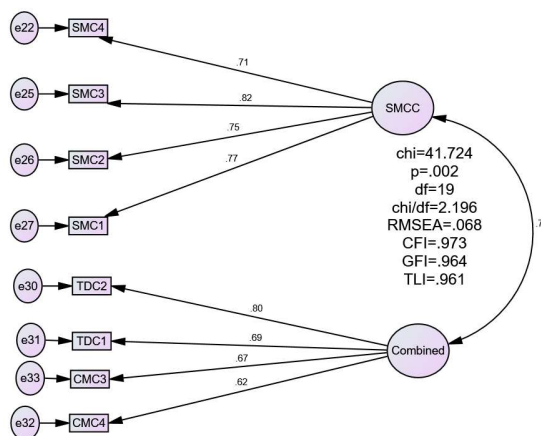 e22 SMC4
.71
e25 SMC3
.82
SMCC
e26 SMC2
.75
e27 SMC1
.77
chi=41.724
p=.002
df=19
chi/df=2.196
RMSEA=.068
CFI=.973
GFI=.964
TLI=.961
e30 TDC2
.80
e31 TDC1
.69
Combined
e33 CMC3
.67
e32 CMC4
.62